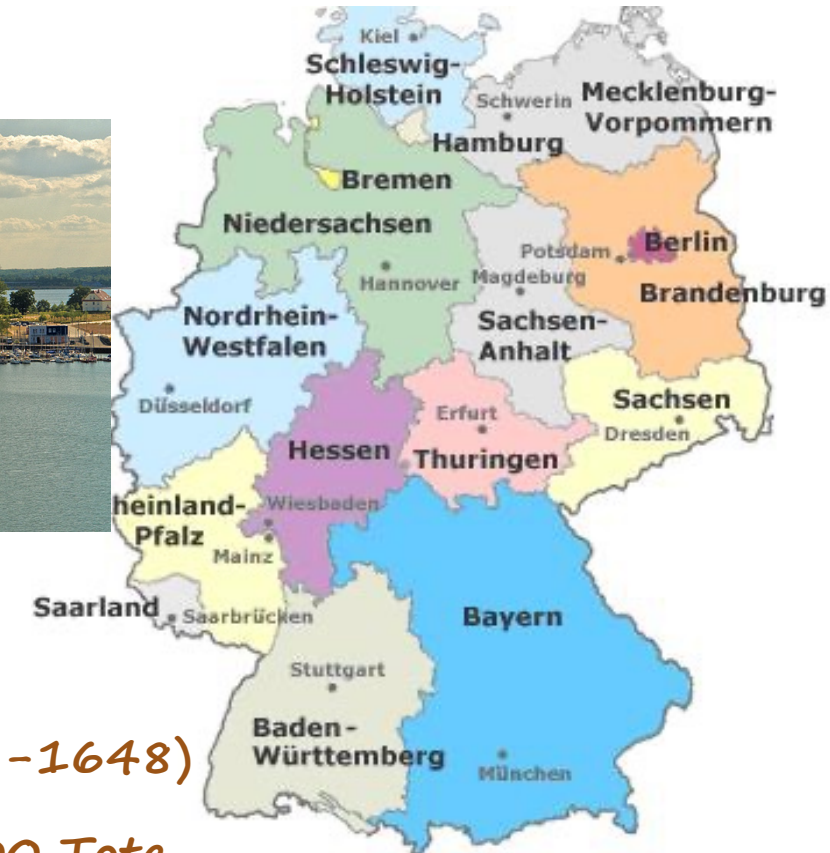 Kiel
Schleswig-
Holstein
Schwerin
Mecklenburg-
Vorpommern
Hamburg
Bremen
Niedersachsen
Hannover
Potsdam
Berlin
Magdeburg
Brandenburg
Nordrhein-
Westfalen
Sachsen-
Anhalt
Düsseldorf
Erfurt
Sachsen
Dresden
Hessen
Thuringen
heinland-
Pfalz
Wiesbaden
Mainz
Saarland
Saarbrücken
Bayern
Stuttgart
Baden-
Württemberg
München
-1648)